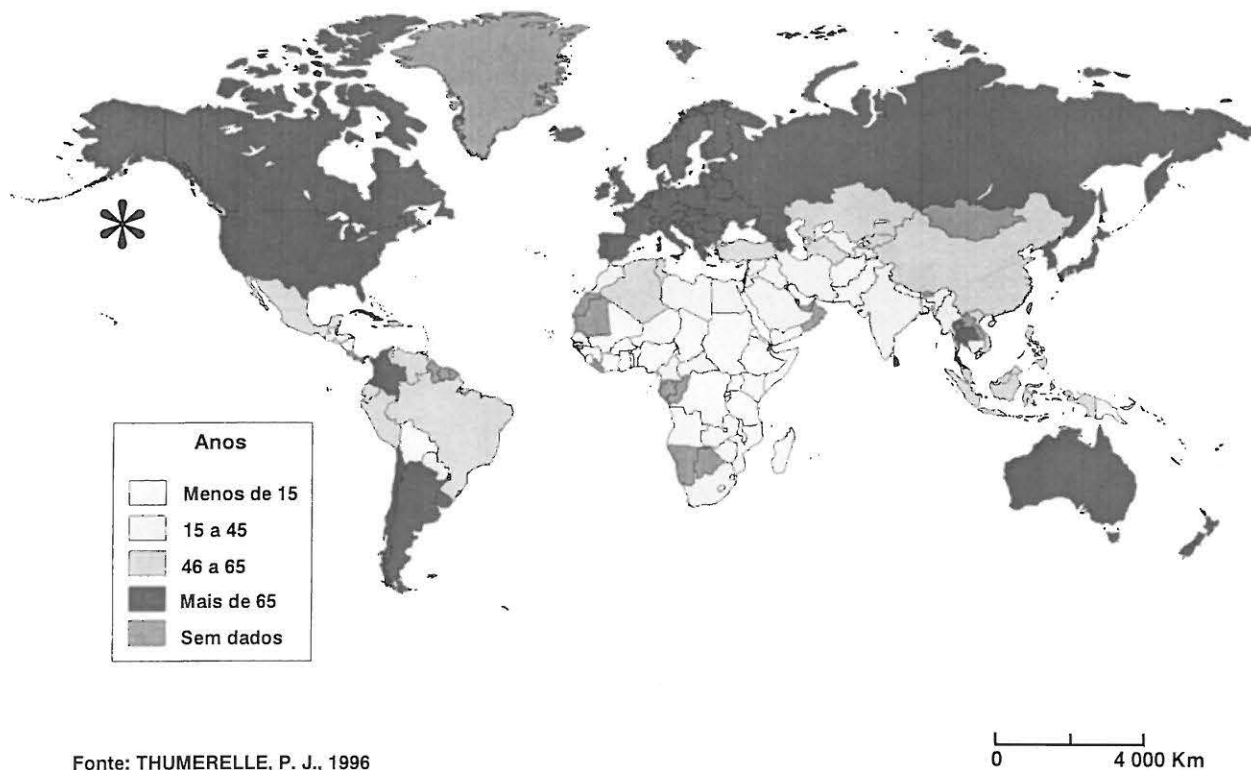 Anos
Menos de 15
15 a 45
46 a 65
Mais de 65
Sem dados
Fonte: THUMERELLE, P. J., 1996
0 4 000 Km